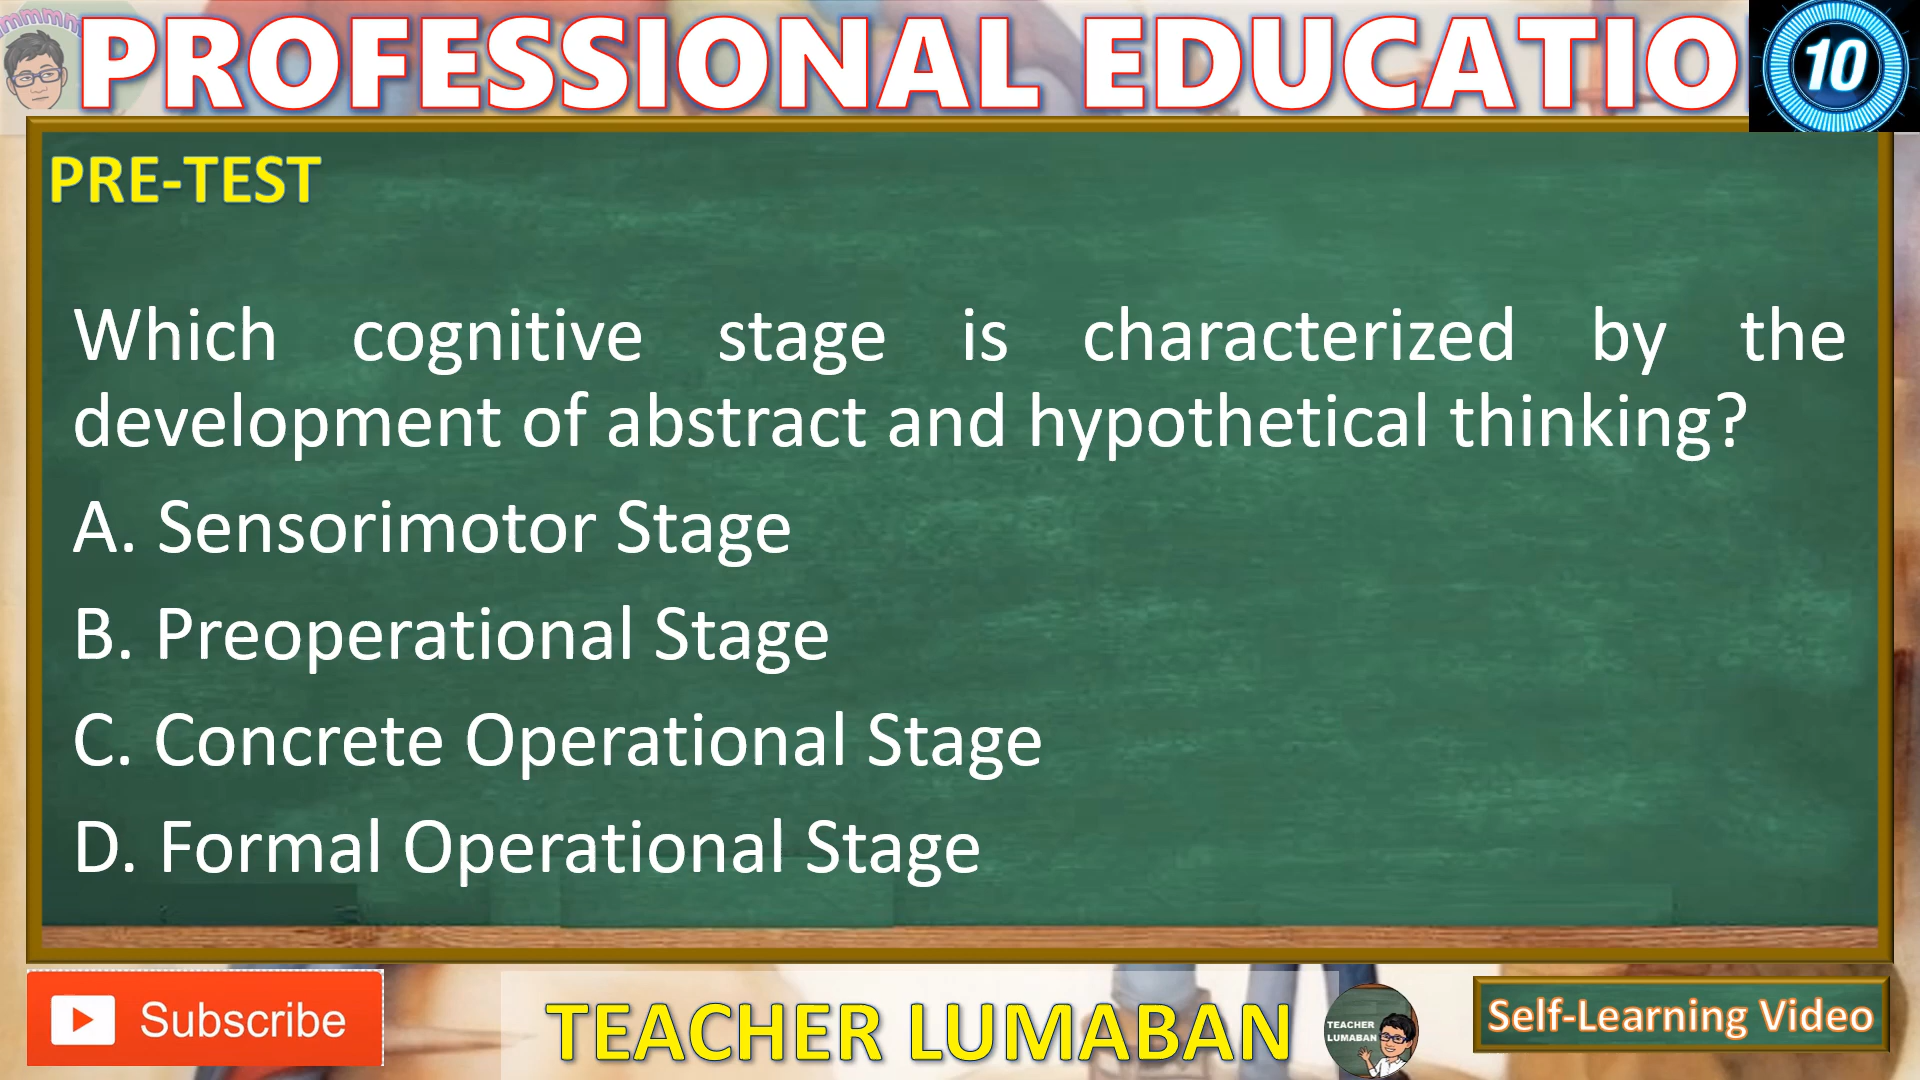 mmmm
PROFESSIONAL EDUCATIO
10
PRE-TEST
Which cognitive stage is characterized by the
development of abstract and hypothetical thinking?
A. Sensorimotor Stage
B. Preoperational Stage
C. Concrete Operational Stage
D. Formal Operational Stage
Subscribe
TEACHER LUMABAN
TEACHER
LUMABAN
Self-Learning Video